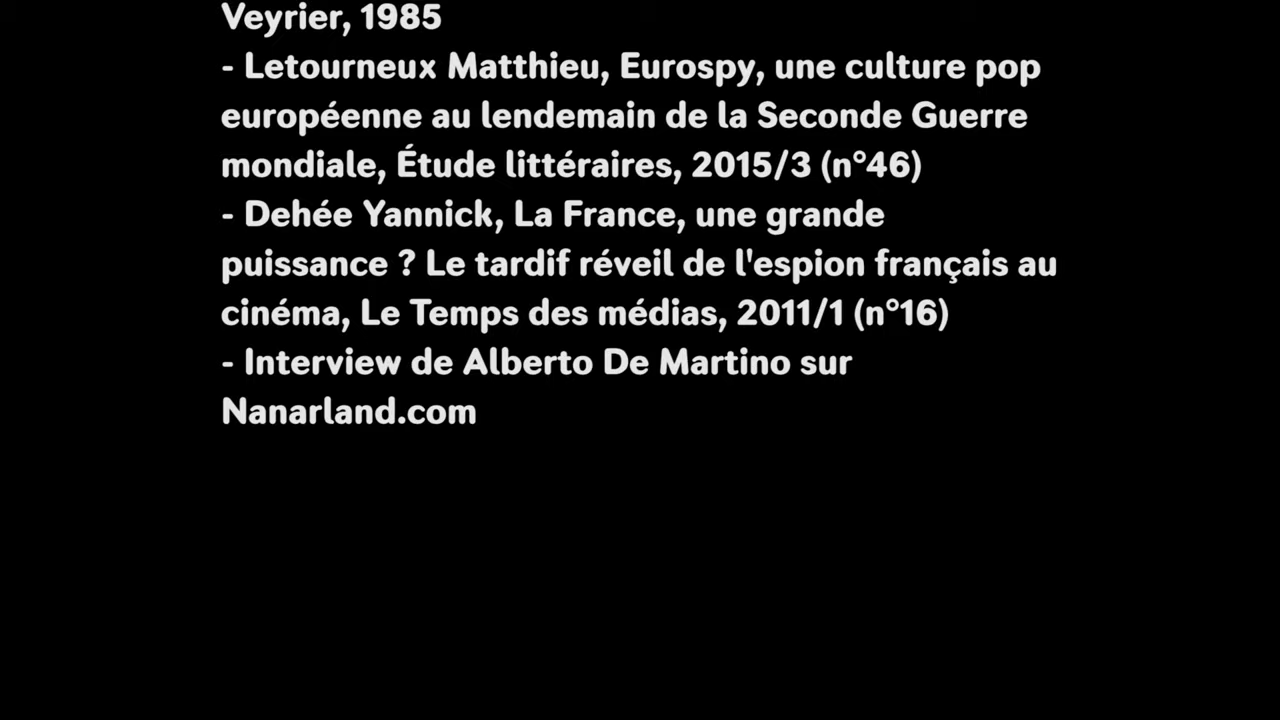 Veyrier, 1985
- Letourneux Matthieu, Eurospy, une culture pop
européenne au lendemain de la Seconde Guerre
mondiale, Étude littéraires, 2015/3 (n°46)
- Dehée Yannick, La France, une grande
puissance ? Le tardif réveil de l'espion français au
cinéma, Le Temps des médias, 2011/1 (n°16)
- Interview de Alberto De Martino sur
Nanarland.com